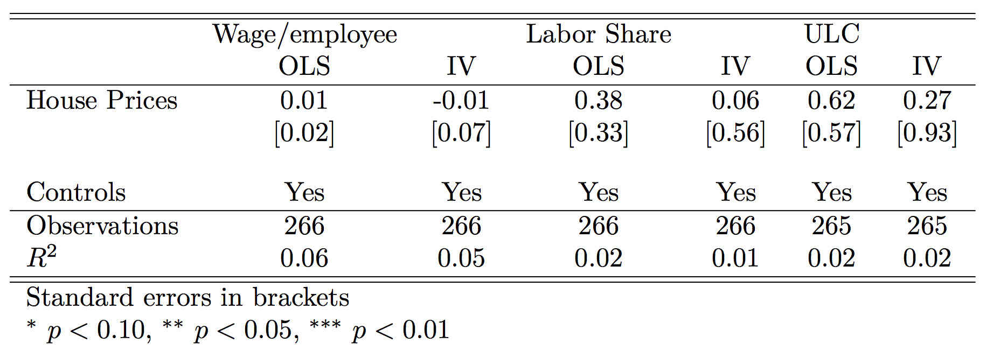 Wage/employee Labor Share ULC
OLS IV OLS IV OLS IV
House Prices 0.01 -0.01 0.38 0.06 0.62 0.27
[0.02] [0.07] [0.33] [0.56] [0.57] [0.93]
Controls Yes Yes Yes Yes Yes Yes
Observations 266 266 266 266 265 265
R² 0.06 0.05 0.02 0.01 0.02 0.02
Standard errors in brackets
* p < 0.10, ** p < 0.05, *** p < 0.01